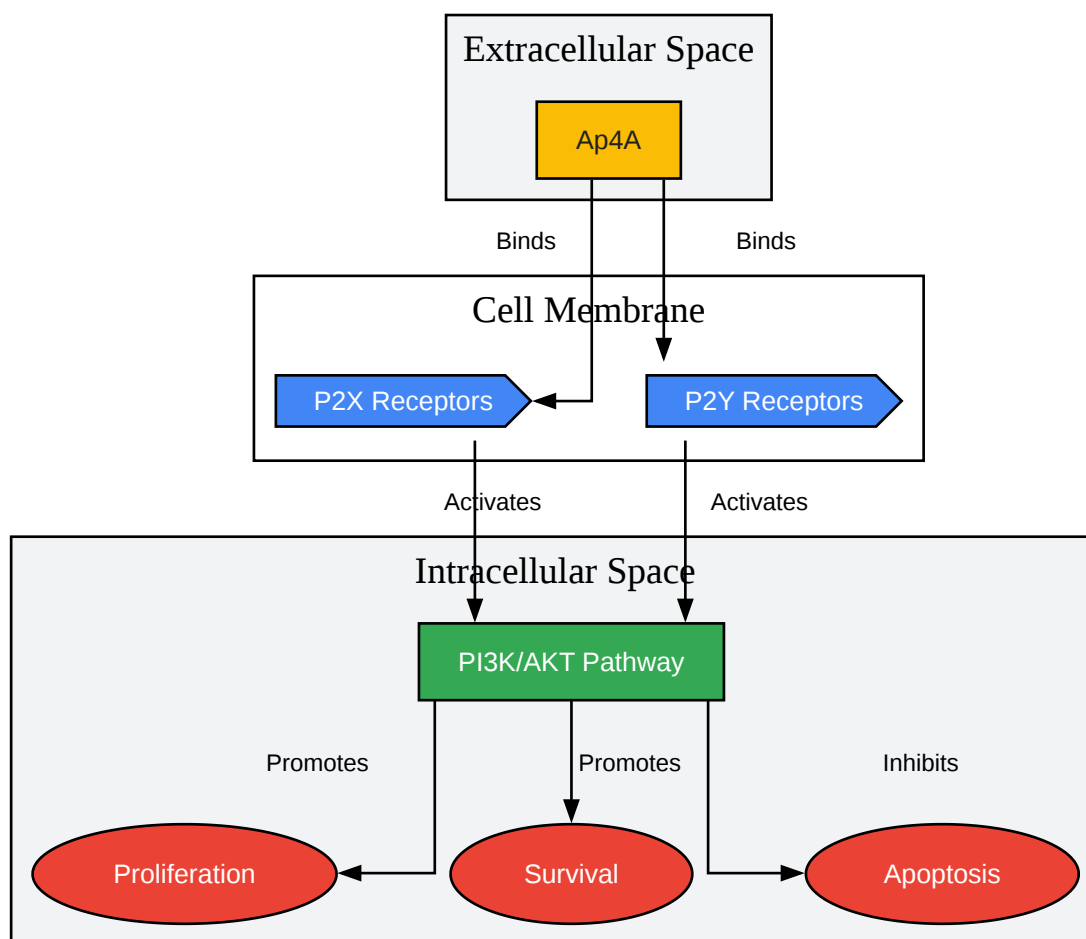 Extracellular Space
Ap4A
Binds
Binds
Cell Membrane
P2X Receptors
P2Y Receptors
Activates
Activates
Intracellular Space
PI3K/AKT Pathway
Promotes
Promotes
Inhibits
Proliferation
Survival
Apoptosis